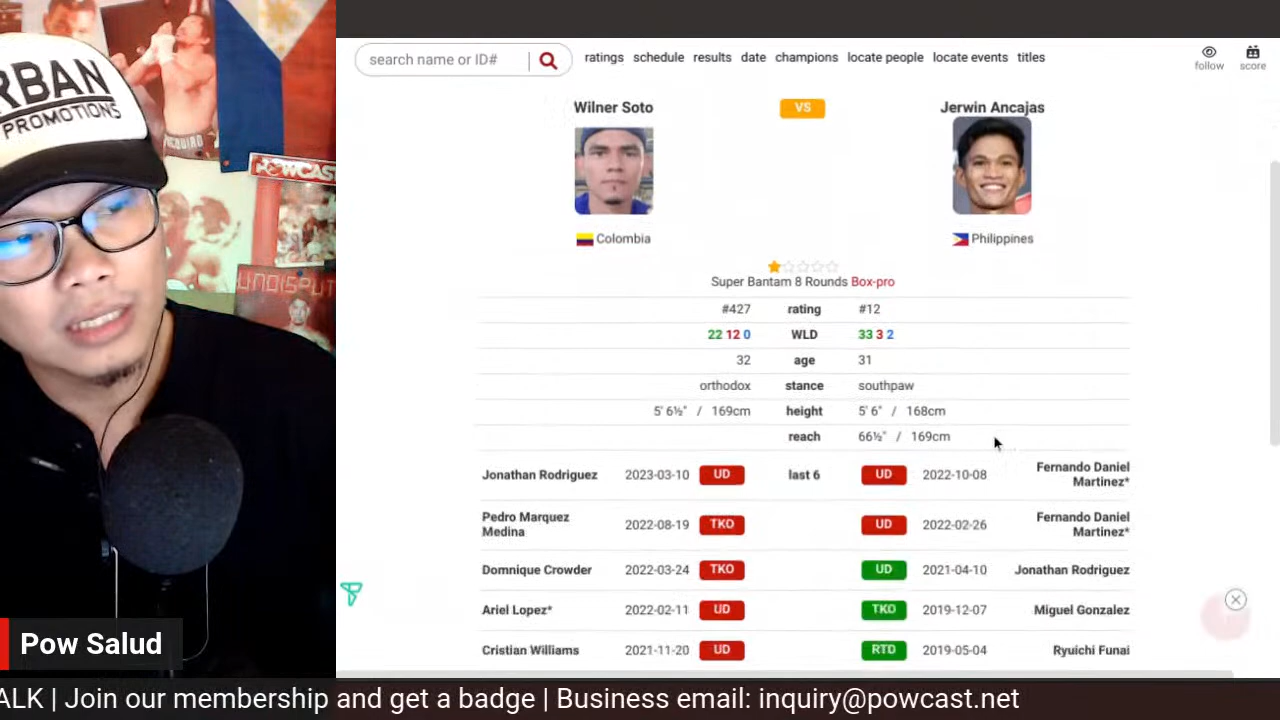 RBAN
PROMOTIONS
POWCAST
UNDISPUT
search name or ID#
ratings schedule results date champions locate people locate events titles
follow
score
Wilner Soto VS Jerwin Ancajas
Colombia Philippines
Super Bantam 8 Rounds Box-pro
#427 rating #12
22 12 0 WLD 33 3 2
32 age 31
orthodox stance southpaw
5' 6½" / 169cm height 5' 6" / 168cm
reach 66½" / 169cm
Jonathan Rodriguez 2023-03-10 UD last 6 UD 2022-10-08 Fernando Daniel
Martinez*
Pedro Marquez
Medina 2022-08-19 TKO UD 2022-02-26 Fernando Daniel
Martinez*
Domnique Crowder 2022-03-24 TKO UD 2021-04-10 Jonathan Rodriguez
Ariel Lopez* 2022-02-11 UD TKO 2019-12-07 Miguel Gonzalez
Cristian Williams 2021-11-20 UD RTD 2019-05-04 Ryuichi Funai
Pow Salud
ALK | Join our membership and get a badge | Business email: inquiry@powcast.net